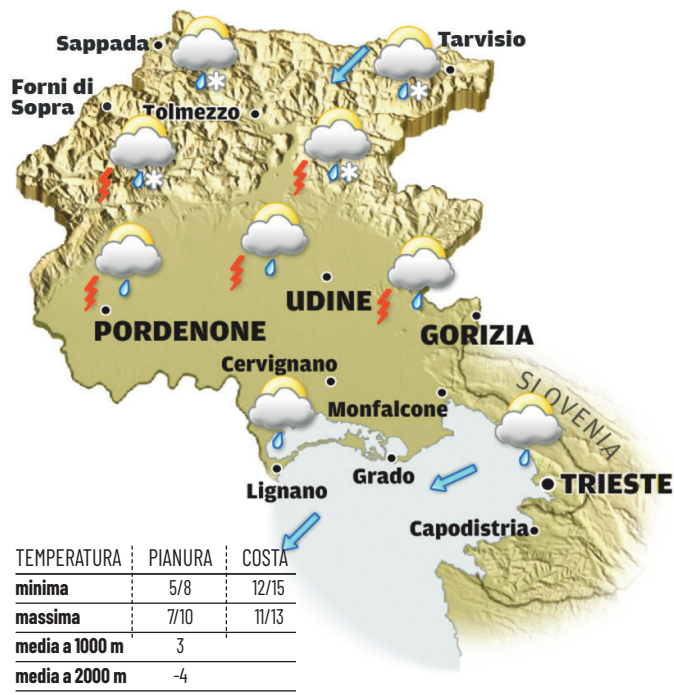 Sappada
Tarvisio
Forni di
Sopra
Tolmezzo
UDINE
PORDENONE
GORIZIA
Cervignano
SLOVENIA
Monfalcone
Grado
TRIESTE
Lignano
Capodistria
TEMPERATURA PIANURA COSTA
minima 5/8 12/15
massima 7/10 11/13
media a 1000 m 3
media a 2000 m -4